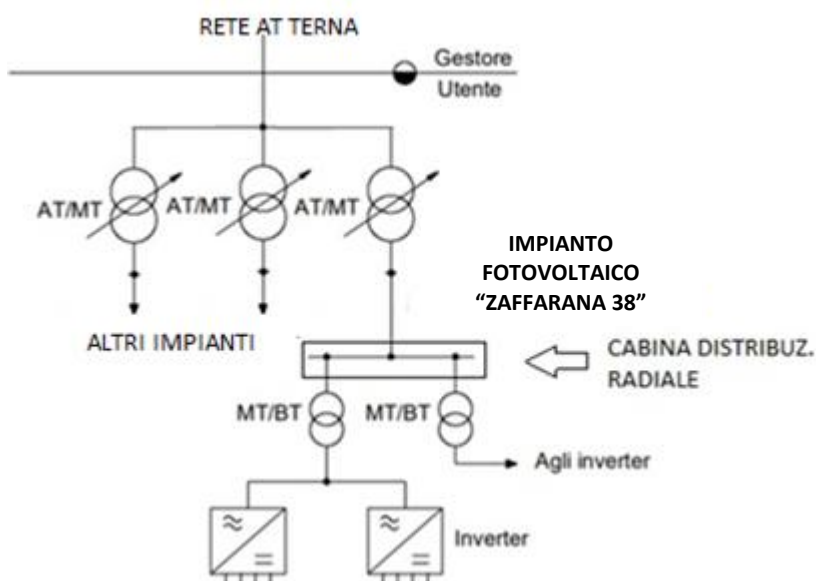 RETE AT TERNA
Gestore
Utente
AT/MT
AT/MT
AT/MT
IMPIANTO
FOTOVOLTAICO
“ZAFFARANA 38”
ALTRI IMPIANTI
CABINA DISTRIBUZ.
RADIALE
MT/BT
MT/BT
Agli inverter
Inverter